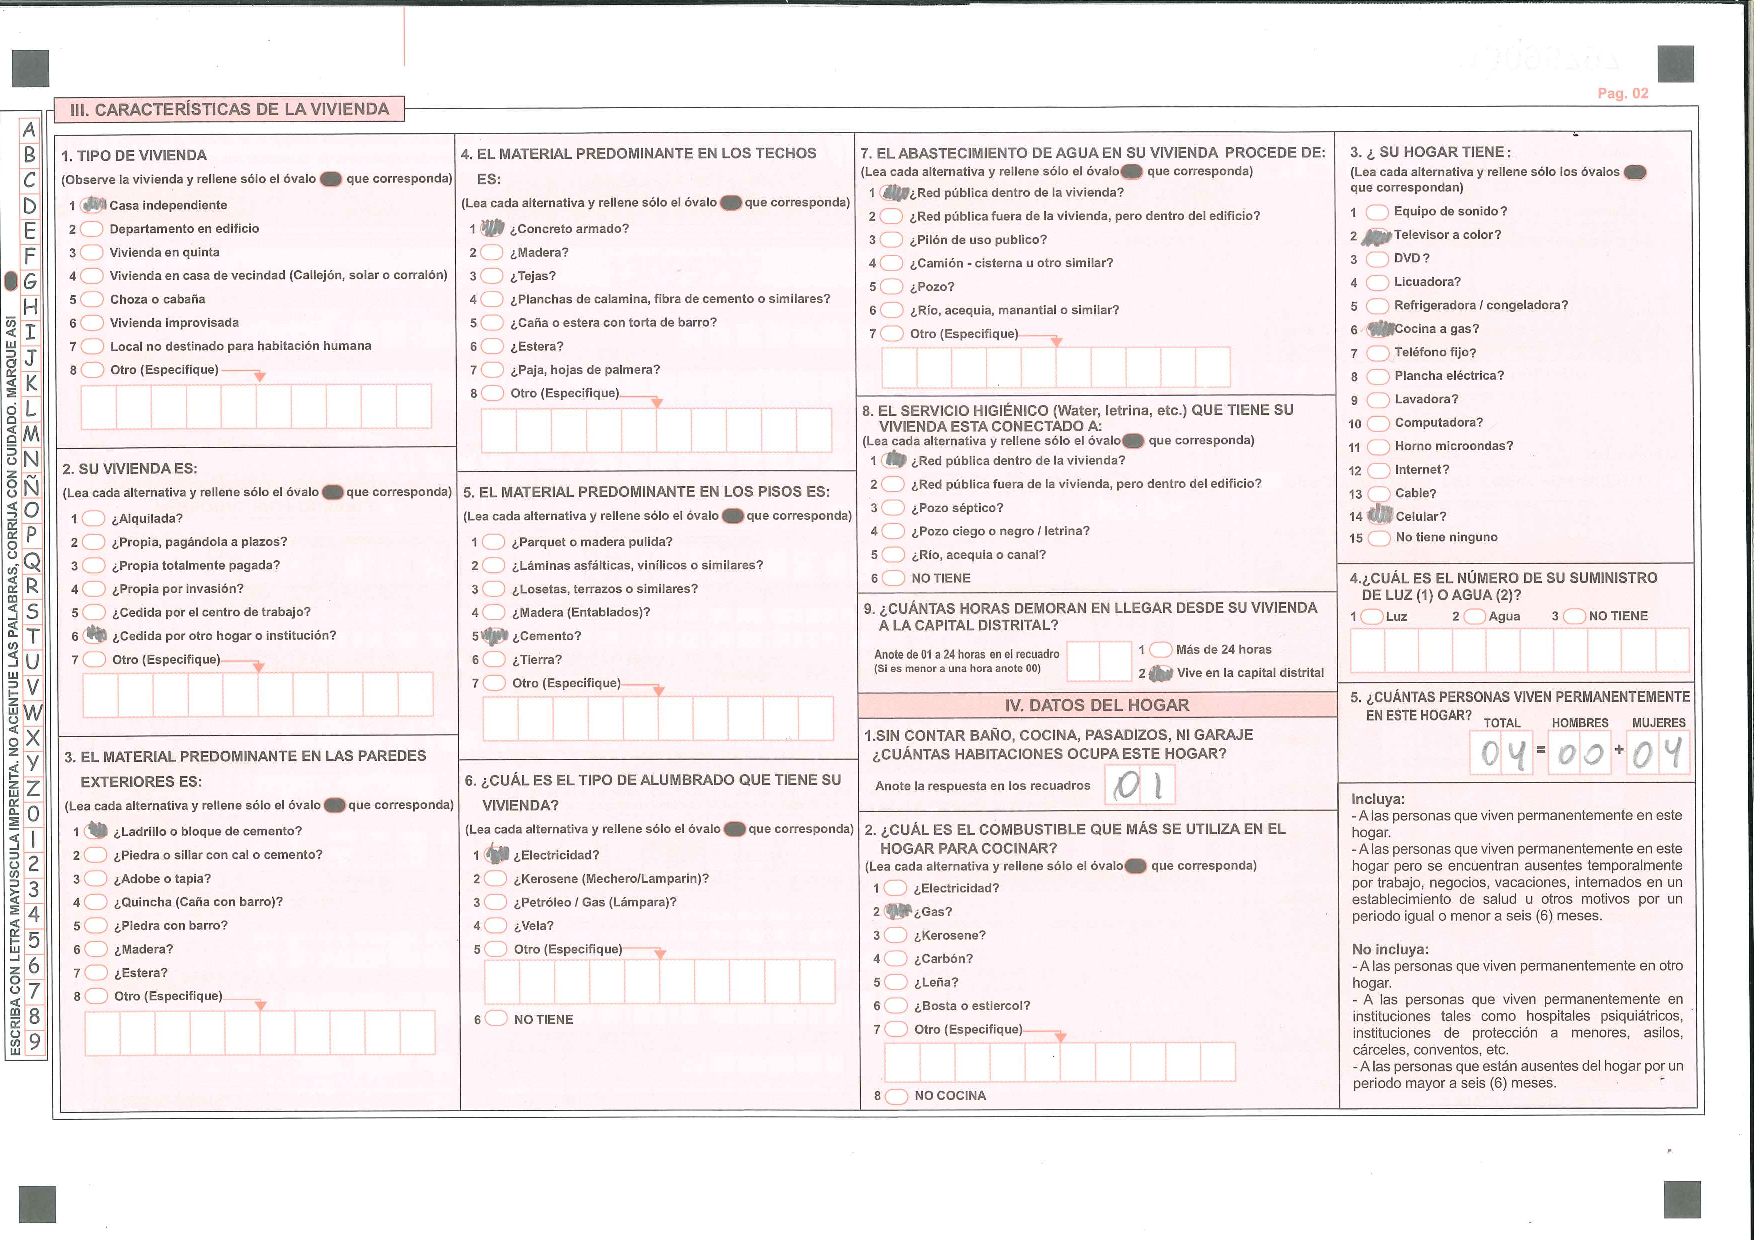 Pag. 02
ESCRIBA CON LETRA MAYUSCULA IMPRENTA. NO ACENTUE LAS PALABRAS, CORRIJA CON CUIDADO. MARQUE ASI
A
B
C
D
E
F
G
H
I
J
K
L
M
N
Ñ
O
P
Q
R
S
T
U
V
W
X
Y
Z
0
1
2
3
4
5
6
7
8
9
III. CARACTERÍSTICAS DE LA VIVIENDA
1. TIPO DE VIVIENDA
(Observe la vivienda y rellene sólo el óvalo que corresponda)
1 Casa independiente
2 Departamento en edificio
3 Vivienda en quinta
4 Vivienda en casa de vecindad (Callejón, solar o corralón)
5 Choza o cabaña
6 Vivienda improvisada
7 Local no destinado para habitación humana
8 Otro (Especifique)
2. SU VIVIENDA ES:
(Lea cada alternativa y rellene sólo el óvalo que corresponda)
1 ¿Alquilada?
2 ¿Propia, pagándola a plazos?
3 ¿Propia totalmente pagada?
4 ¿Propia por invasión?
5 ¿Cedida por el centro de trabajo?
6 ¿Cedida por otro hogar o institución?
7 Otro (Especifique)
3. EL MATERIAL PREDOMINANTE EN LAS PAREDES
EXTERIORES ES:
(Lea cada alternativa y rellene sólo el óvalo que corresponda)
1 ¿Ladrillo o bloque de cemento?
2 ¿Piedra o sillar con cal o cemento?
3 ¿Adobe o tapia?
4 ¿Quincha (Caña con barro)?
5 ¿Piedra con barro?
6 ¿Madera?
7 ¿Estera?
8 Otro (Especifique)
4. EL MATERIAL PREDOMINANTE EN LOS TECHOS
ES:
(Lea cada alternativa y rellene sólo el óvalo que corresponda)
1 ¿Concreto armado?
2 ¿Madera?
3 ¿Tejas?
4 ¿Planchas de calamina, fibra de cemento o similares?
5 ¿Caña o estera con torta de barro?
6 ¿Estera?
7 ¿Paja, hojas de palmera?
8 Otro (Especifique)
5. EL MATERIAL PREDOMINANTE EN LOS PISOS ES:
(Lea cada alternativa y rellene sólo el óvalo que corresponda)
1 ¿Parquet o madera pulida?
2 ¿Láminas asfálticas, vinílicos o similares?
3 ¿Losetas, terrazos o similares?
4 ¿Madera (Entablados)?
5 ¿Cemento?
6 ¿Tierra?
7 Otro (Especifique)
6. ¿CUÁL ES EL TIPO DE ALUMBRADO QUE TIENE SU
VIVIENDA?
(Lea cada alternativa y rellene sólo el óvalo que corresponda)
1 ¿Electricidad?
2 ¿Kerosene (Mechero/Lamparin)?
3 ¿Petróleo / Gas (Lámpara)?
4 ¿Vela?
5 Otro (Especifique)
6 NO TIENE
7. EL ABASTECIMIENTO DE AGUA EN SU VIVIENDA PROCEDE DE:
(Lea cada alternativa y rellene sólo el óvalo que corresponda)
1 ¿Red pública dentro de la vivienda?
2 ¿Red pública fuera de la vivienda, pero dentro del edificio?
3 ¿Pilón de uso publico?
4 ¿Camión - cisterna u otro similar?
5 ¿Pozo?
6 ¿Río, acequia, manantial o similar?
7 Otro (Especifique)
8. EL SERVICIO HIGIÉNICO (Water, letrina, etc.) QUE TIENE SU
VIVIENDA ESTA CONECTADO A:
(Lea cada alternativa y rellene sólo el óvalo que corresponda)
1 ¿Red pública dentro de la vivienda?
2 ¿Red pública fuera de la vivienda, pero dentro del edificio?
3 ¿Pozo séptico?
4 ¿Pozo ciego o negro / letrina?
5 ¿Río, acequia o canal?
6 NO TIENE
9. ¿CUÁNTAS HORAS DEMORAN EN LLEGAR DESDE SU VIVIENDA
A LA CAPITAL DISTRITAL?
Anote de 01 a 24 horas en el recuadro
(Si es menor a una hora anote 00)
1 Más de 24 horas
2 Vive en la capital distrital
IV. DATOS DEL HOGAR
1.SIN CONTAR BAÑO, COCINA, PASADIZOS, NI GARAJE
¿CUÁNTAS HABITACIONES OCUPA ESTE HOGAR?
Anote la respuesta en los recuadros 01
2. ¿CUÁL ES EL COMBUSTIBLE QUE MÁS SE UTILIZA EN EL
HOGAR PARA COCINAR?
(Lea cada alternativa y rellene sólo el óvalo que corresponda)
1 ¿Electricidad?
2 ¿Gas?
3 ¿Kerosene?
4 ¿Carbón?
5 ¿Leña?
6 ¿Bosta o estiercol?
7 Otro (Especifique)
8 NO COCINA
3. ¿ SU HOGAR TIENE:
(Lea cada alternativa y rellene sólo los óvalos
que correspondan)
1 Equipo de sonido?
2 Televisor a color?
3 DVD?
4 Licuadora?
5 Refrigeradora / congeladora?
6 Cocina a gas?
7 Teléfono fijo?
8 Plancha eléctrica?
9 Lavadora?
10 Computadora?
11 Horno microondas?
12 Internet?
13 Cable?
14 Celular?
15 No tiene ninguno
4.¿CUÁL ES EL NÚMERO DE SU SUMINISTRO
DE LUZ (1) O AGUA (2)?
1 Luz 2 Agua 3 NO TIENE
5. ¿CUÁNTAS PERSONAS VIVEN PERMANENTEMENTE
EN ESTE HOGAR? TOTAL HOMBRES MUJERES
04 = 00 + 04
Incluya:
- A las personas que viven permanentemente en este
hogar.
- A las personas que viven permanentemente en este
hogar pero se encuentran ausentes temporalmente
por trabajo, negocios, vacaciones, internados en un
establecimiento de salud u otros motivos por un
periodo igual o menor a seis (6) meses.
No incluya:
- A las personas que viven permanentemente en otro
hogar.
- A las personas que viven permanentemente en
instituciones tales como hospitales psiquiátricos,
instituciones de protección a menores, asilos,
cárceles, conventos, etc.
- A las personas que están ausentes del hogar por un
periodo mayor a seis (6) meses.